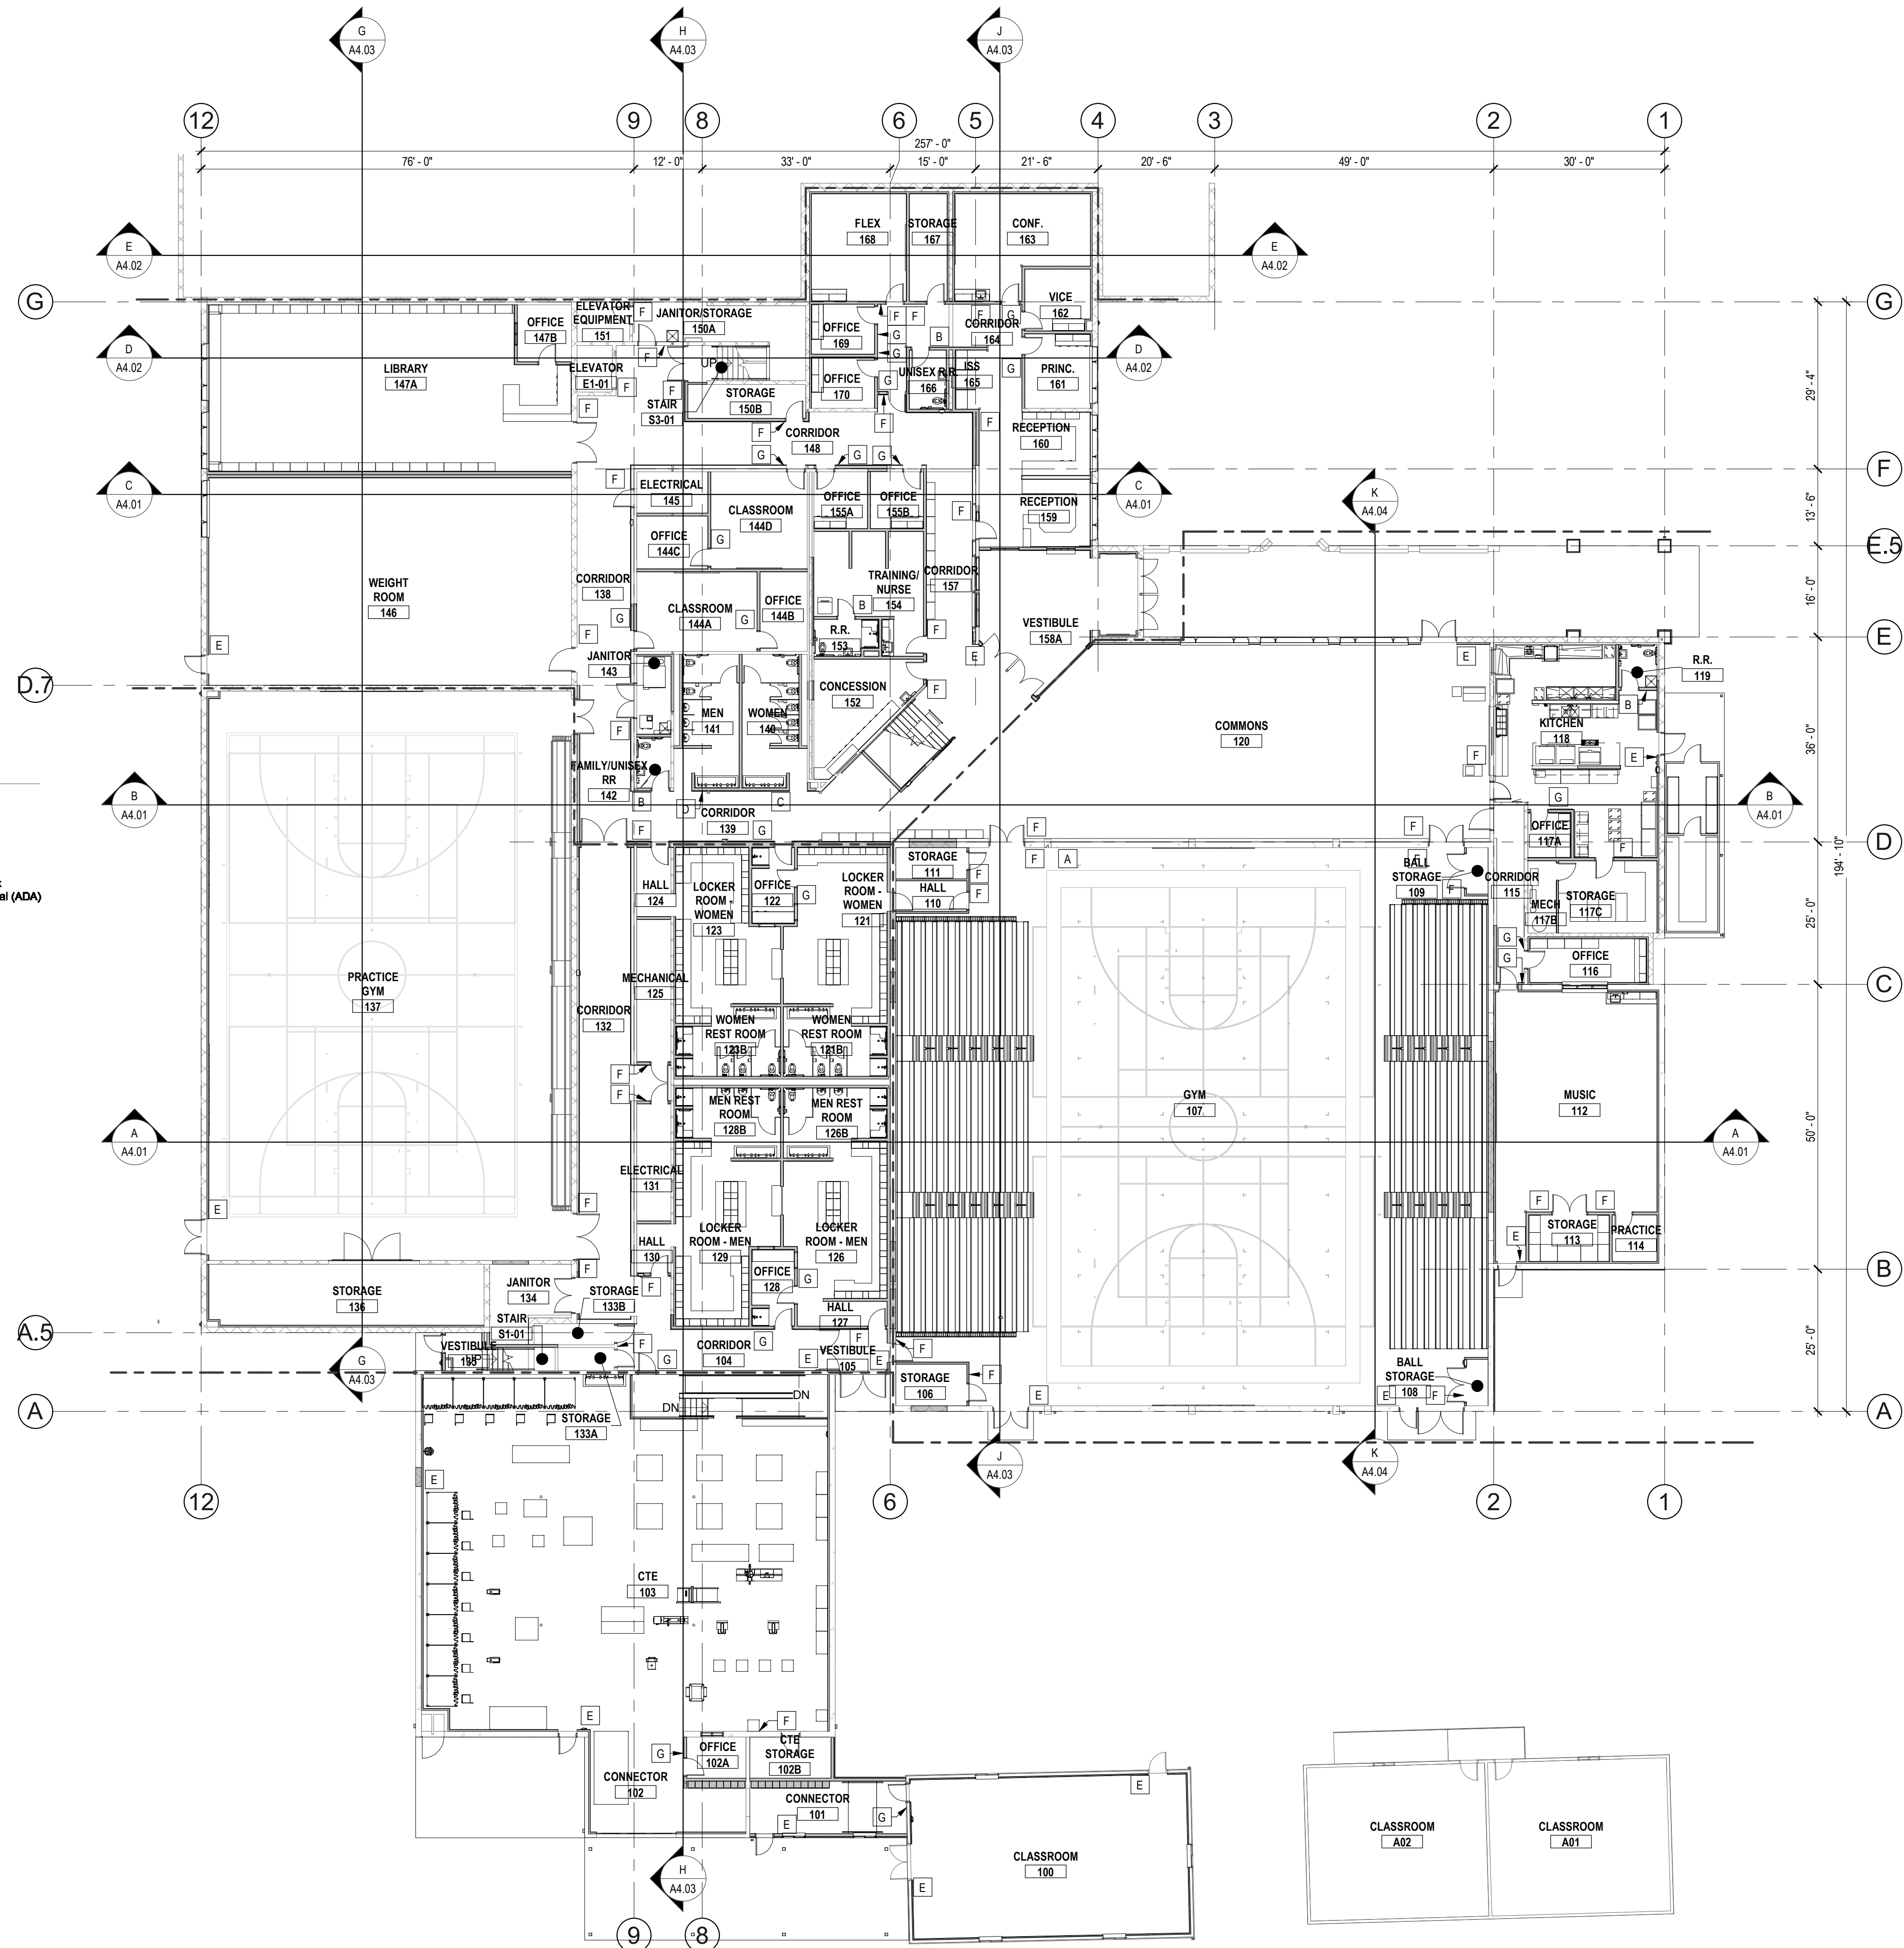 G
A4.03
H
A4.03
J
A4.03
12
9
8
6
5
4
3
2
1
257' - 0"
76' - 0"
12' - 0"
33' - 0"
15' - 0"
21' - 6"
20' - 6"
49' - 0"
30' - 0"
FLEX
168
STORAGE
167
CONF.
163
E
A4.02
E
A4.02
G
G
ELEVATOR
EQUIPMENT
151
F
JANITOR/STORAGE
150A
OFFICE
147B
VICE
162
OFFICE
169
F
F
G
G
B
F
G
CORRIDOR
164
D
A4.02
D
A4.02
LIBRARY
147A
ELEVATOR
E1-01
F
F
F
UP
STAIR
S3-01
STORAGE
150B
OFFICE
170
G
UNISEX R.R.
166
ISS
165
G
PRINC.
161
29' - 4"
F
F
F
F
CORRIDOR
148
G
G
G
RECEPTION
160
F
C
A4.01
C
A4.01
K
A4.04
F
ELECTRICAL
145
CLASSROOM
144D
OFFICE
155A
OFFICE
155B
F
RECEPTION
159
13' - 6"
OFFICE
144C
G
E.5
E.5
WEIGHT
ROOM
146
CORRIDOR
138
TRAINING/
NURSE
154
CORRIDOR
157
CLASSROOM
144A
OFFICE
144B
B
G
G
F
16' - 0"
R.R.
153
F
VESTIBULE
158A
E
E
E
E
JANITOR
143
R.R.
119
D.7
CONCESSION
152
F
MEN
141
WOMEN
140
B
F
COMMONS
120
KITCHEN
118
F
E
36' - 0"
FAMILY/UNISEX
RR
142
B
D
C
G
B
A4.01
B
A4.01
CORRIDOR
139
F
G
F
F
OFFICE
117A
D
194' - 10"
STORAGE
111
F
A
F
F
HALL
110
F
F
BALL
STORAGE
109
F
CORRIDOR
115
MECH
117B
STORAGE
117C
HALL
124
LOCKER
ROOM -
WOMEN
123
OFFICE
122
G
LOCKER
ROOM -
WOMEN
121
25' - 0"
G
G
OFFICE
116
C
PRACTICE
GYM
137
MECHANICAL
125
CORRIDOR
132
WOMEN
REST ROOM
123B
WOMEN
REST ROOM
121B
F
F
MEN REST
ROOM
128B
MEN REST
ROOM
126B
GYM
107
MUSIC
112
50' - 0"
A
A4.01
A
A4.01
ELECTRICAL
131
E
F
F
F
STORAGE
113
PRACTICE
114
E
LOCKER
ROOM - MEN
129
LOCKER
ROOM - MEN
126
HALL
130
F
F
OFFICE
128
G
B
STORAGE
136
JANITOR
134
STORAGE
133B
HALL
127
STAIR
S1-01
A.5
VESTIBULE
135
UP
F
G
CORRIDOR
104
G
E
F
VESTIBULE
105
E
F
25' - 0"
G
A4.03
STORAGE
106
F
E
BALL
STORAGE
108
E
F
DN
DN
A
A
STORAGE
133A
J
A4.03
K
A4.04
E
12
6
2
1
CTE
103
E
F
G
OFFICE
102A
CTE
STORAGE
102B
CONNECTOR
102
CONNECTOR
101
E
G
E
CLASSROOM
100
E
CLASSROOM
A02
CLASSROOM
A01
H
A4.03
9
8
al (ADA)